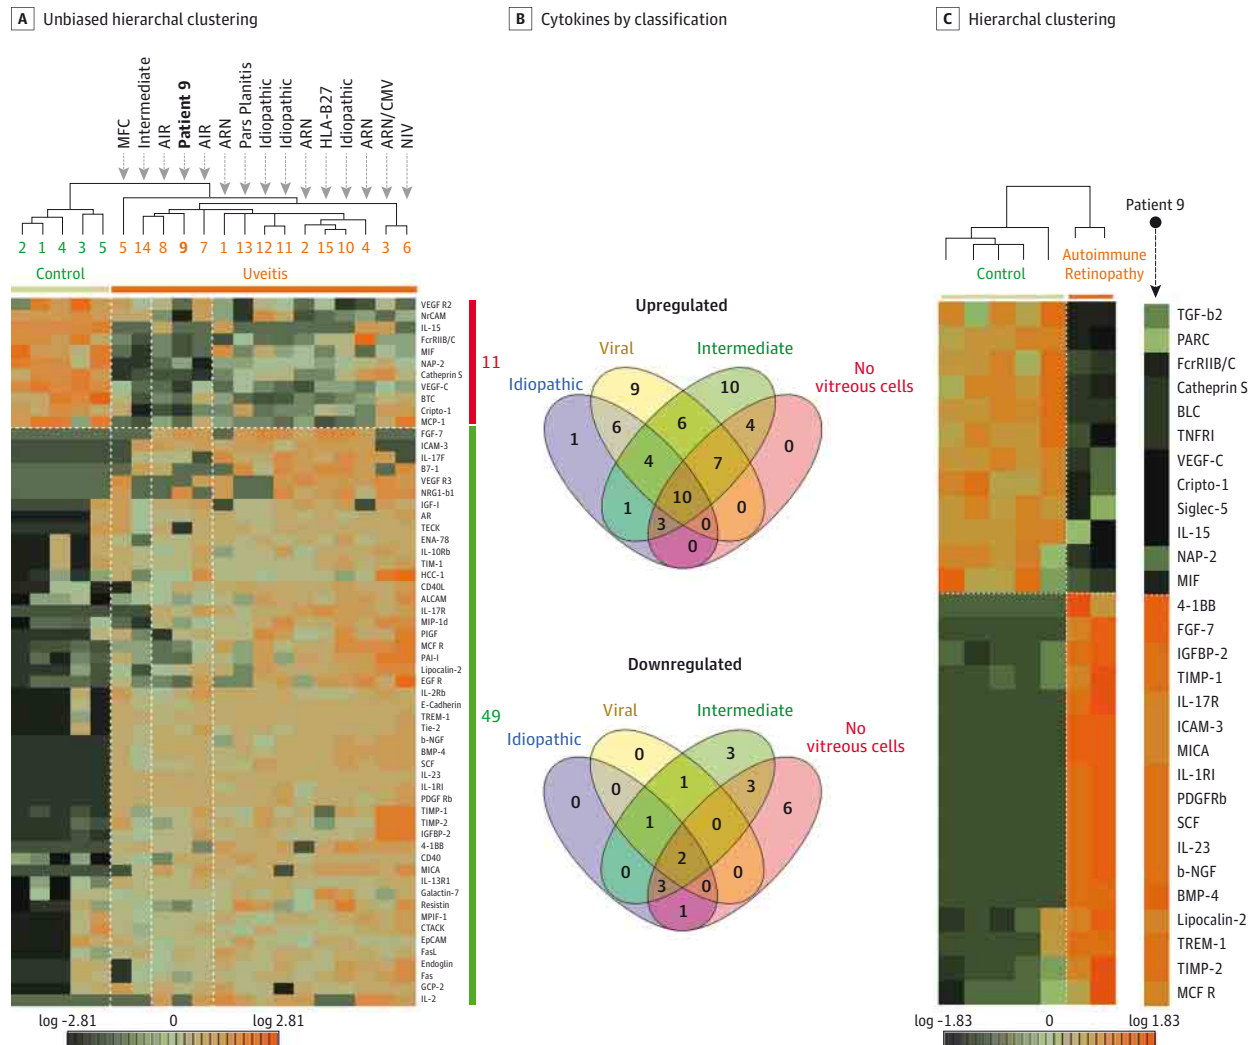 A Unbiased hierarchal clustering
MFC
Intermediate
AIR
Patient 9
AIR
ARN
Pars Planitis
Idiopathic
Idiopathic
ARN
HLA-B27
Idiopathic
ARN
ARN/CMV
NIV
2 1 4 3 5 5 14 8 9 7 1 13 12 11 2 15 10 4 3 6
Control Uveitis
VEGF R2
NrCAM
IL-15
FcrRIIB/C
MIF
NAP-2
Catheprin S
VEGF-C
BTC
Cripto-1
MCP-1
11
FGF-7
ICAM-3
IL-17F
B7-1
VEGF R3
NRG1-b1
IGF-I
AR
TECK
ENA-78
IL-10Rb
TIM-1
HCC-1
CD40L
ALCAM
IL-17R
MIP-1d
PIGF
MCF R
PAI-I
Lipocalin-2
EGF R
IL-2Rb
E-Cadherin
TREM-1
Tie-2
b-NGF
BMP-4
SCF
IL-23
IL-1RI
PDGF Rb
TIMP-1
TIMP-2
IGFBP-2
4-1BB
CD40
MICA
IL-13R1
Galactin-7
Resistin
MPIF-1
CTACK
EpCAM
FasL
Endoglin
Fas
GCP-2
IL-2
49
log -2.81 0 log 2.81
B Cytokines by classification
Upregulated
Viral Intermediate
Idiopathic
No
vitreous cells
9 10
1 6 6 4 0
4 7
10
1 3 0 0
0
Downregulated
Viral Intermediate
Idiopathic
No
vitreous cells
0 3
0 0 1 3 6
1 0
2
0 3 0 0
1
C Hierarchal clustering
Patient 9
Control
Autoimmune
Retinopathy
TGF-b2
PARC
FcrRIIB/C
Catheprin S
BLC
TNFRI
VEGF-C
Cripto-1
Siglec-5
IL-15
NAP-2
MIF
4-1BB
FGF-7
IGFBP-2
TIMP-1
IL-17R
ICAM-3
MICA
IL-1RI
PDGFRb
SCF
IL-23
b-NGF
BMP-4
Lipocalin-2
TREM-1
TIMP-2
MCF R
log -1.83 0 log 1.83